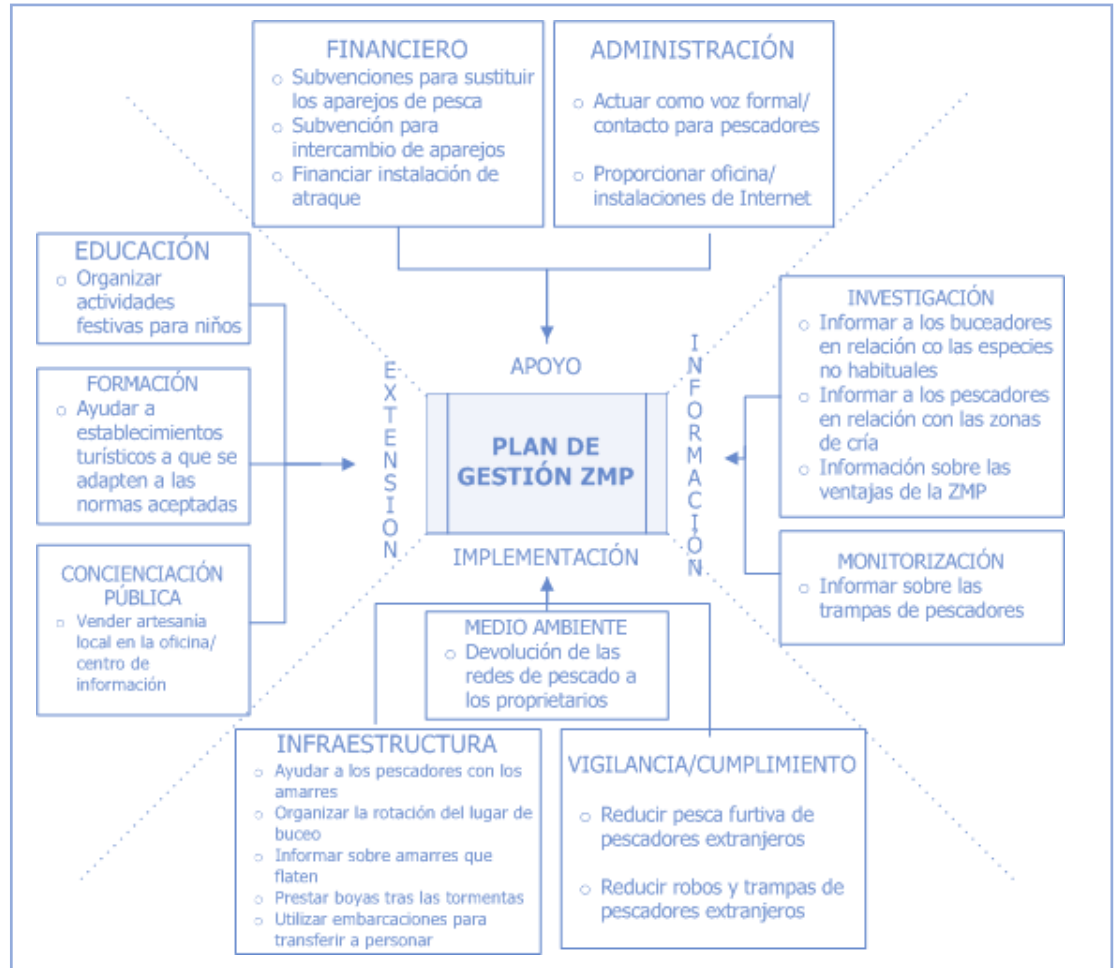 FINANCIERO
○ Subvenciones para sustituir
los aparejos de pesca
○ Subvención para
intercambio de aparejos
○ Financiar instalación de
atraque
ADMINISTRACIÓN
○ Actuar como voz formal/
contacto para pescadores
○ Proporcionar oficina/
instalaciones de Internet
EDUCACIÓN
○ Organizar
actividades
festivas para niños
FORMACIÓN
○ Ayudar a
establecimientos
turísticos a que se
adapten a las
normas aceptadas
CONCIENCIACIÓN
PÚBLICA
○ Vender artesania
local en la oficina/
centro de
información
EXTENSION
APOYO
PLAN DE
GESTIÓN ZMP
IMPLEMENTACIÓN
INFORMACIÓN
INVESTIGACIÓN
○ Informar a los buceadores
en relación co las especies
no habituales
○ Informar a los pescadores
en relación con las zonas
de cría
○ Información sobre las
ventajas de la ZMP
MONITORIZACIÓN
○ Informar sobre las
trampas de pescadores
MEDIO AMBIENTE
○ Devolución de las
redes de pescado a
los proprietarios
INFRAESTRUCTURA
○ Ayudar a los pescadores con los
amarres
○ Organizar la rotación del lugar de
buceo
○ Informar sobre amarres que
flaten
○ Prestar boyas tras las tormentas
○ Utilizar embarcaciones para
transferir a personar
VIGILANCIA/CUMPLIMIENTO
○ Reducir pesca furtiva de
pescadores extranjeros
○ Reducir robos y trampas de
pescadores extranjeros